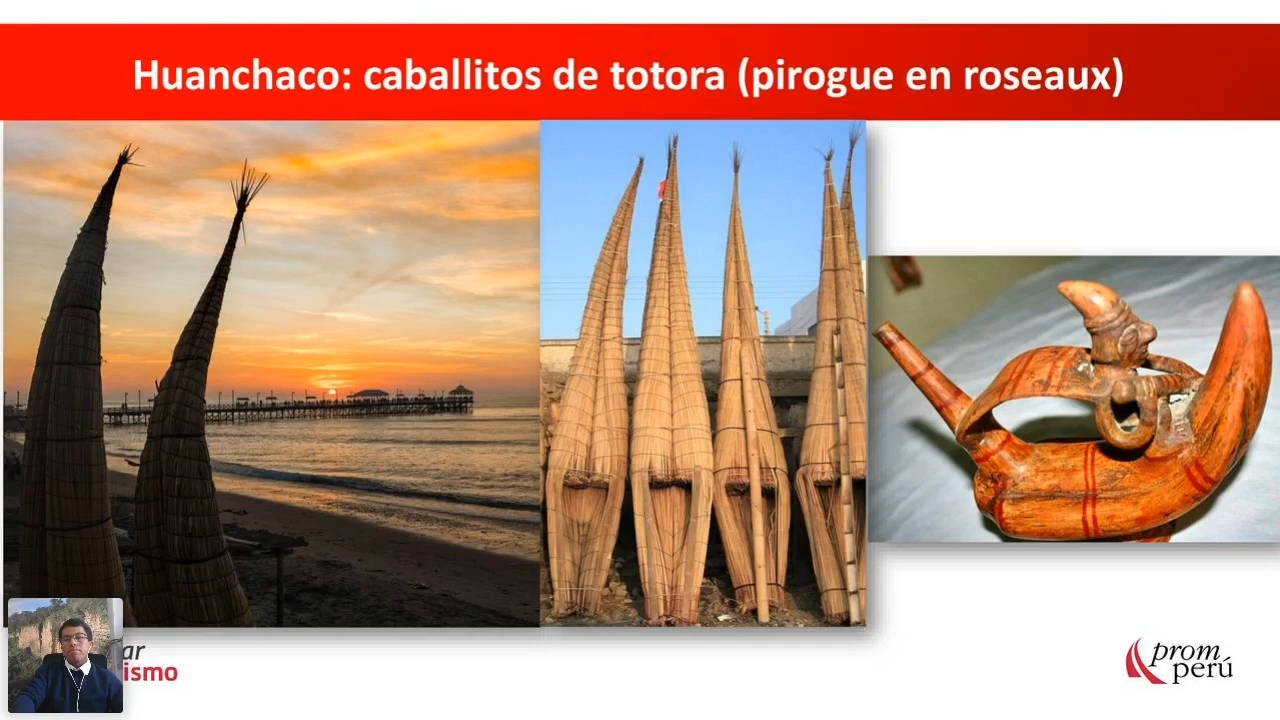 Huanchaco: caballitos de totora (pirogue en roseaux)
ar
ismo
prom
perú